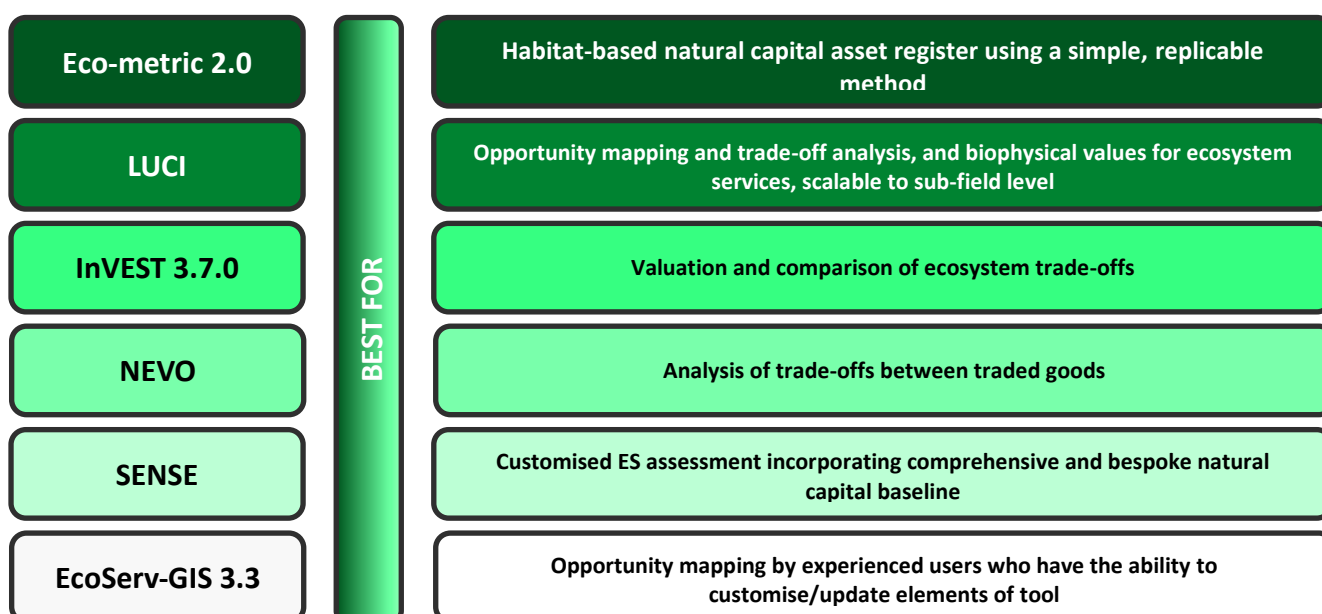 Eco-metric 2.0
Habitat-based natural capital asset register using a simple, replicable
method
LUCI
Opportunity mapping and trade-off analysis, and biophysical values for ecosystem
services, scalable to sub-field level
BEST FOR
InVEST 3.7.0
Valuation and comparison of ecosystem trade-offs
NEVO
Analysis of trade-offs between traded goods
SENSE
Customised ES assessment incorporating comprehensive and bespoke natural
capital baseline
EcoServ-GIS 3.3
Opportunity mapping by experienced users who have the ability to
customise/update elements of tool